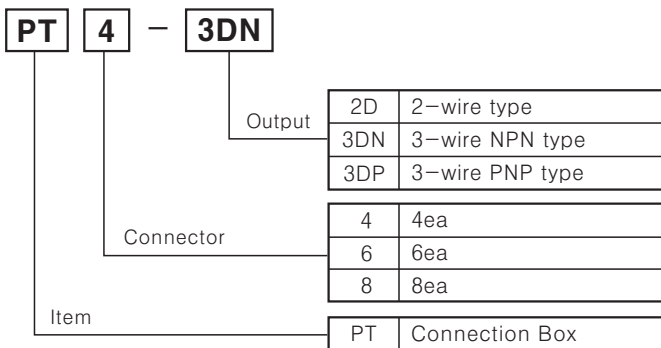 PT 4 - 3DN
Output
2D 2-wire type
3DN 3-wire NPN type
3DP 3-wire PNP type
Connector
4 4ea
6 6ea
8 8ea
Item
PT Connection Box